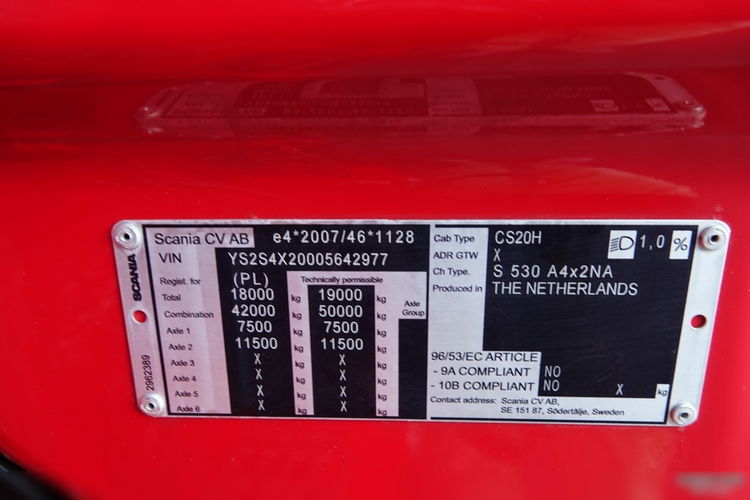 Scania CV AB e4*2007/46*1128
VIN YS2S4X20005642977
Regist. for (PL) Technically permissible
Total 18000 kg 19000 kg Axle Group
Combination 42000 kg 50000 kg
Axle 1 7500 kg 7500 kg
Axle 2 11500 kg 11500 kg
Axle 3 X kg X kg
Axle 4 X kg X kg
Axle 5 X kg X kg
Axle 6 X kg X kg
SCANIA
2962389
Cab Type CS20H 1,0 %
ADR GTW X
Ch. Type. S 530 A4x2NA
Produced in THE NETHERLANDS
96/53/EC ARTICLE
- 9A COMPLIANT NO
- 10B COMPLIANT NO X kg
Contact address: Scania CV AB,
SE 151 87, Södertälje, Sweden